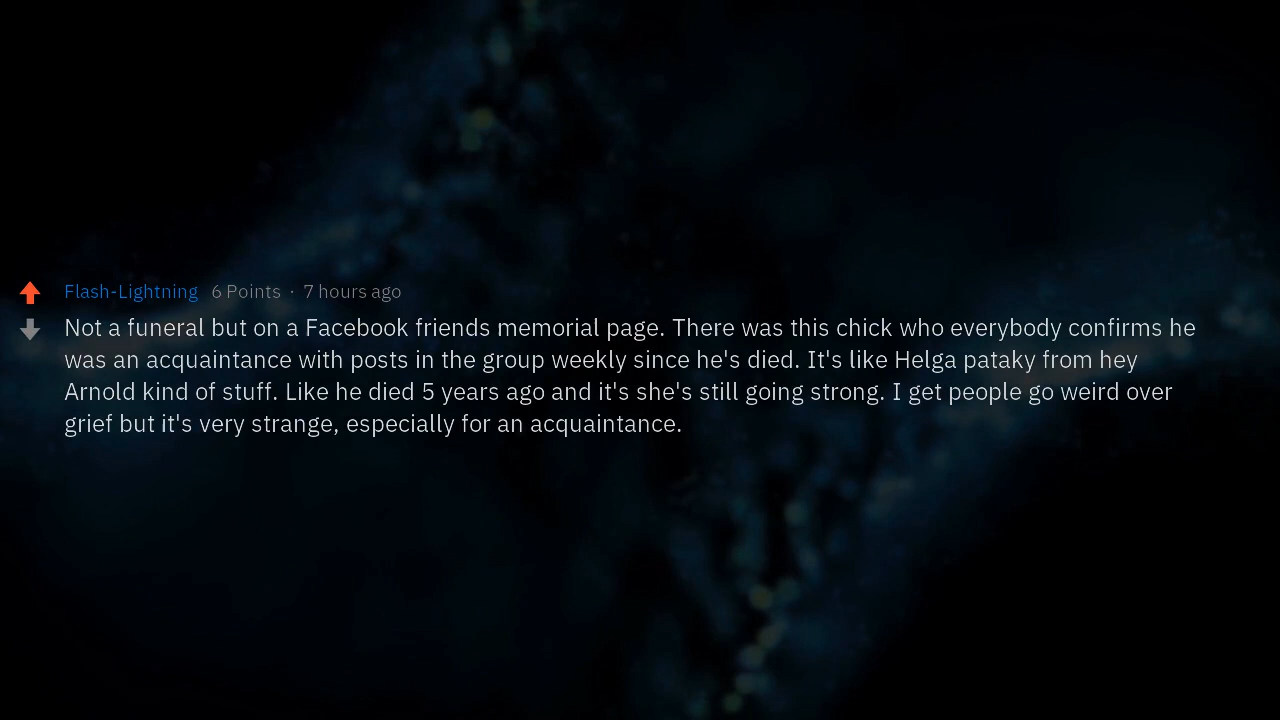 Flash-Lightning 6 Points · 7 hours ago
Not a funeral but on a Facebook friends memorial page. There was this chick who everybody confirms he
was an acquaintance with posts in the group weekly since he's died. It's like Helga pataky from hey
Arnold kind of stuff. Like he died 5 years ago and it's she's still going strong. I get people go weird over
grief but it's very strange, especially for an acquaintance.